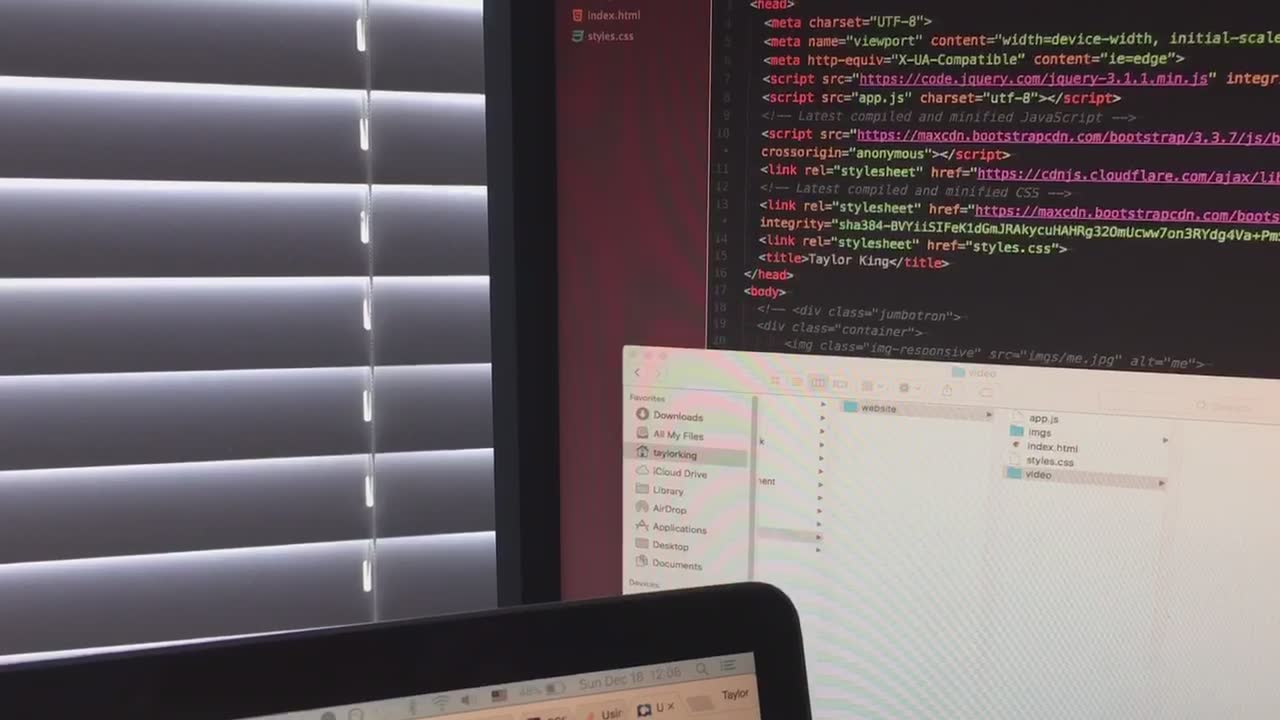 index.html
styles.css
<head>
<meta charset="UTF-8">
<meta name="viewport" content="width=device-width, initial-scale
<meta http-equiv="X-UA-Compatible" content="ie=edge">
<script src="https://code.jquery.com/jquery-3.1.1.min.js" integr
<script src="app.js" charset="utf-8"></script>
<!-- Latest compiled and minified JavaScript -->
10 <script src="https://maxcdn.bootstrapcdn.com/bootstrap/3.3.7/js/b
crossorigin="anonymous"></script>
11 <link rel="stylesheet" href="https://cdnjs.cloudflare.com/ajax/lib
12 <!-- Latest compiled and minified CSS -->
13 <link rel="stylesheet" href="https://maxcdn.bootstrapcdn.com/boots
14 <link rel="stylesheet" href="styles.css">
15 <title>Taylor King</title>
16 </head>
17 <body>
18 <!-- <div class="jumbotron">
19 <div class="container">
20 <img class="img-responsive" src="imgs/me.jpg" alt="me">
video
Favorites
Downloads
All My Files
taylorking
iCloud Drive
Library
AirDrop
Applications
Desktop
Documents
Devices
website
app.js
imgs
index.html
styles.css
video
Sun Dec 18
Usin
U ×
Taylor